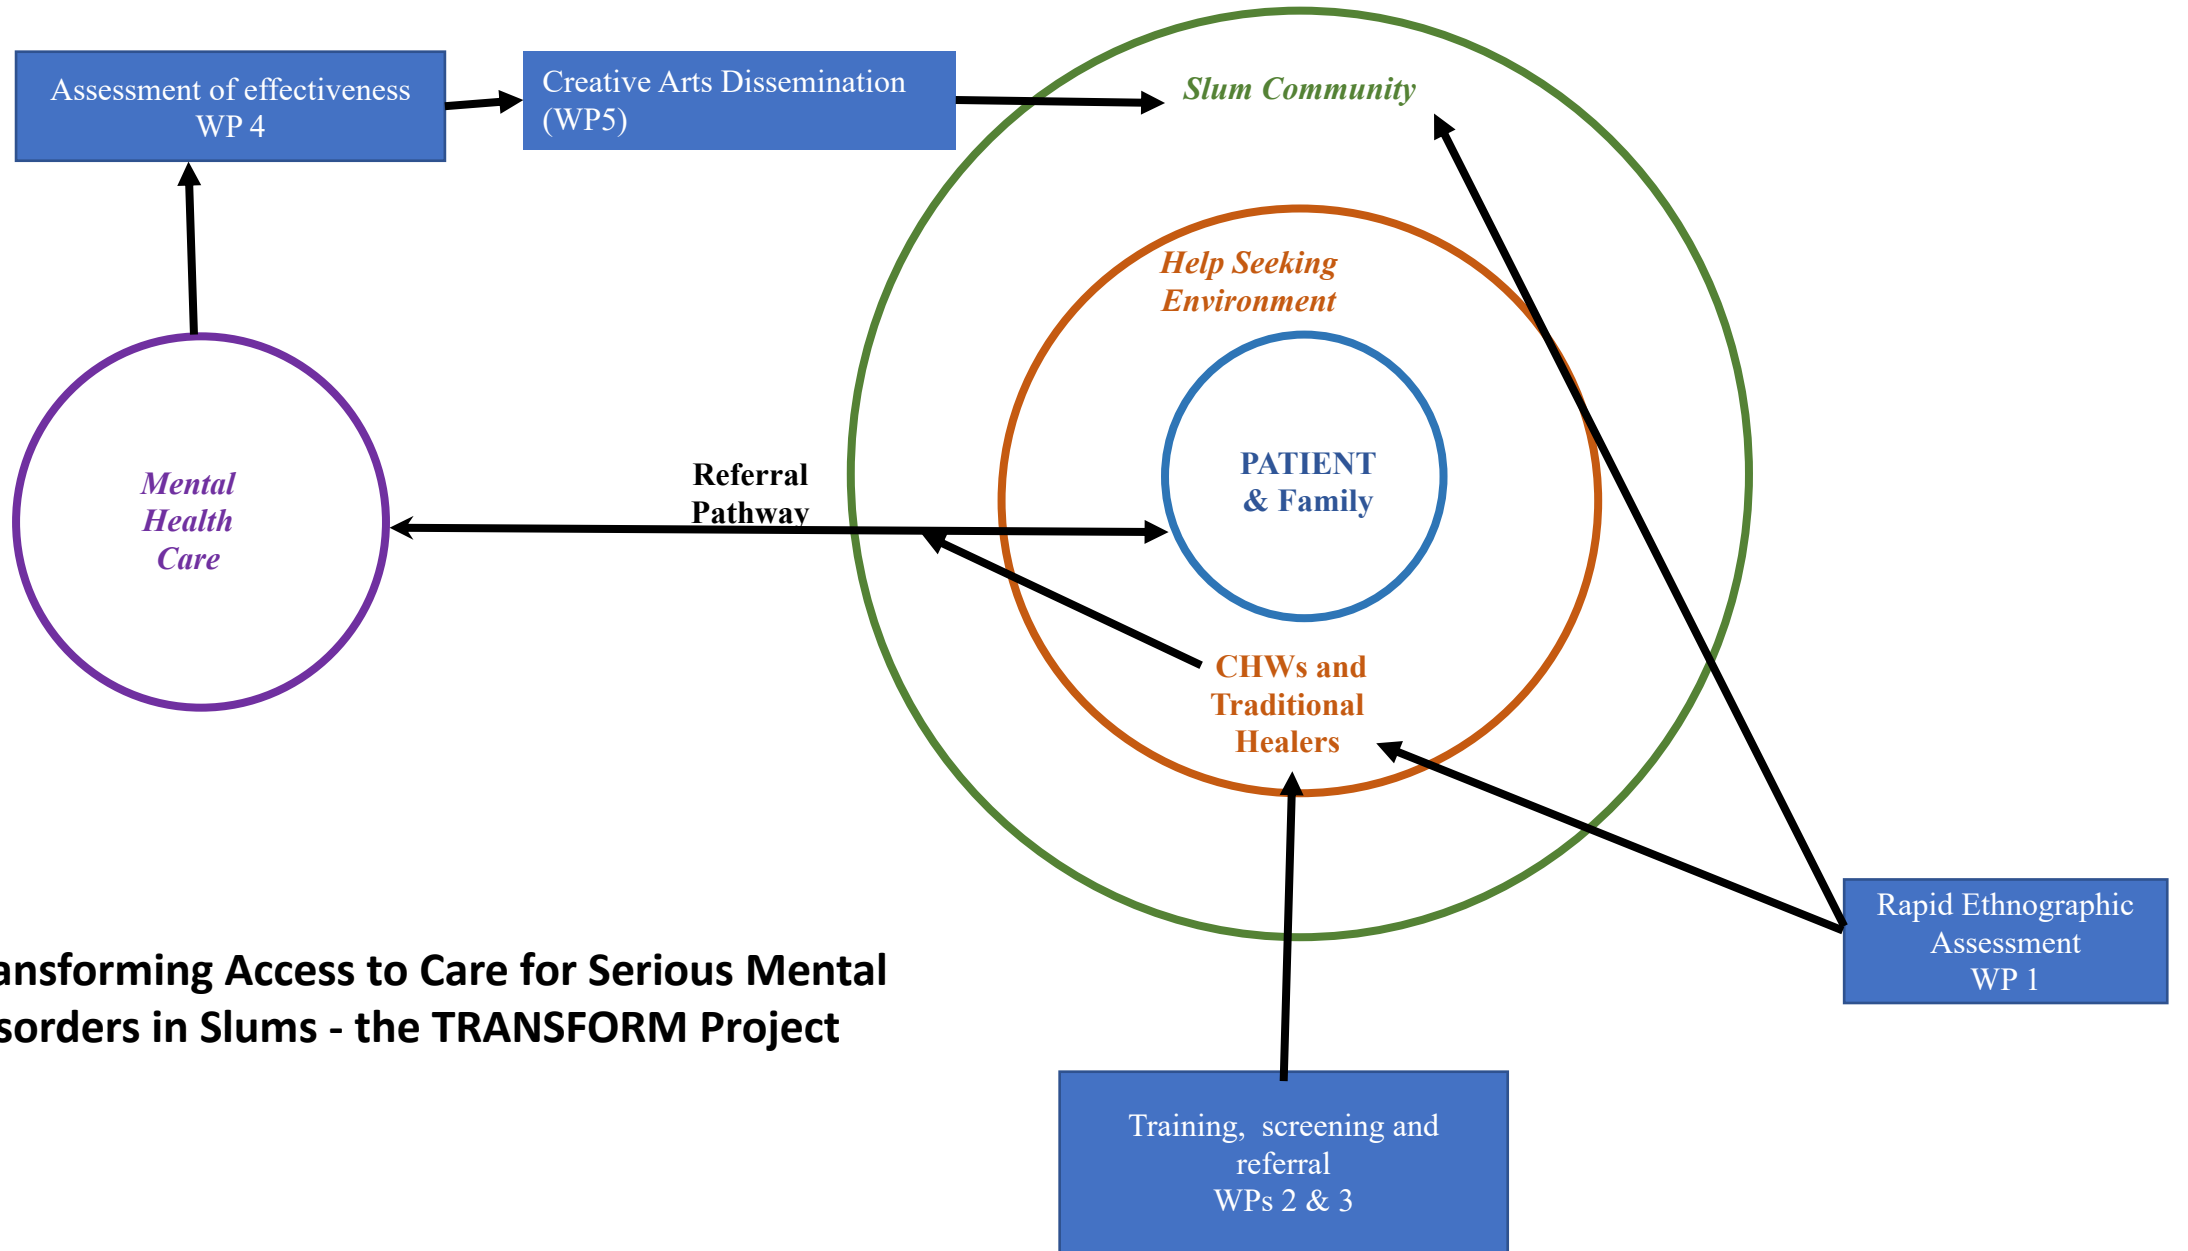 Assessment of effectiveness
WP 4
Creative Arts Dissemination
(WP5)
Slum Community
Help Seeking
Environment
PATIENT
& Family
Referral
Pathway
Mental
Health
Care
CHWs and
Traditional
Healers
Rapid Ethnographic
Assessment
WP 1
ansforming Access to Care for Serious Mental
sorders in Slums - the TRANSFORM Project
Training, screening and
referral
WPs 2 & 3